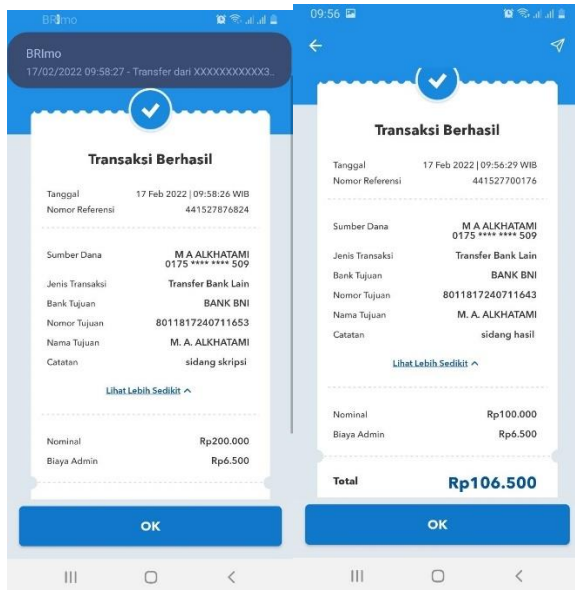 BRImo
BRImo
17/02/2022 09:58:27 - Transfer dari XXXXXXXXXXX3..
Transaksi Berhasil
Tanggal 17 Feb 2022 | 09:58:26 WIB
Nomor Referensi 441527876824
Sumber Dana M A ALKHATAMI
0175 **** **** 509
Jenis Transaksi Transfer Bank Lain
Bank Tujuan BANK BNI
Nomor Tujuan 8011817240711653
Nama Tujuan M. A. ALKHATAMI
Catatan sidang skripsi
Lihat Lebih Sedikit
Nominal Rp200.000
Biaya Admin Rp6.500
OK
09:56
Transaksi Berhasil
Tanggal 17 Feb 2022 | 09:56:29 WIB
Nomor Referensi 441527700176
Sumber Dana M A ALKHATAMI
0175 **** **** 509
Jenis Transaksi Transfer Bank Lain
Bank Tujuan BANK BNI
Nomor Tujuan 8011817240711643
Nama Tujuan M. A. ALKHATAMI
Catatan sidang hasil
Lihat Lebih Sedikit
Nominal Rp100.000
Biaya Admin Rp6.500
Total Rp106.500
OK